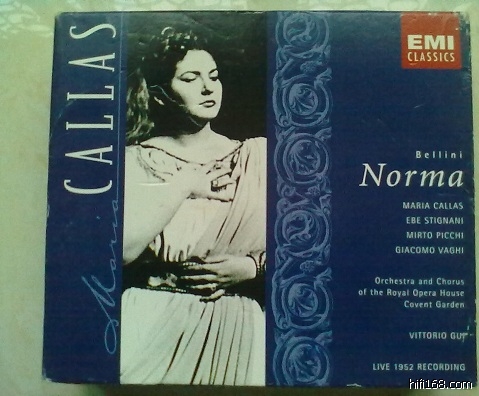 Maria
CALLAS
EMI
CLASSICS
Bellini
Norma
MARIA CALLAS
EBE STIGNANI
MIRTO PICCHI
GIACOMO VAGHI
Orchestra and Chorus
of the Royal Opera House
Covent Garden
VITTORIO GUI
LIVE 1952 RECORDING
hifi168.com